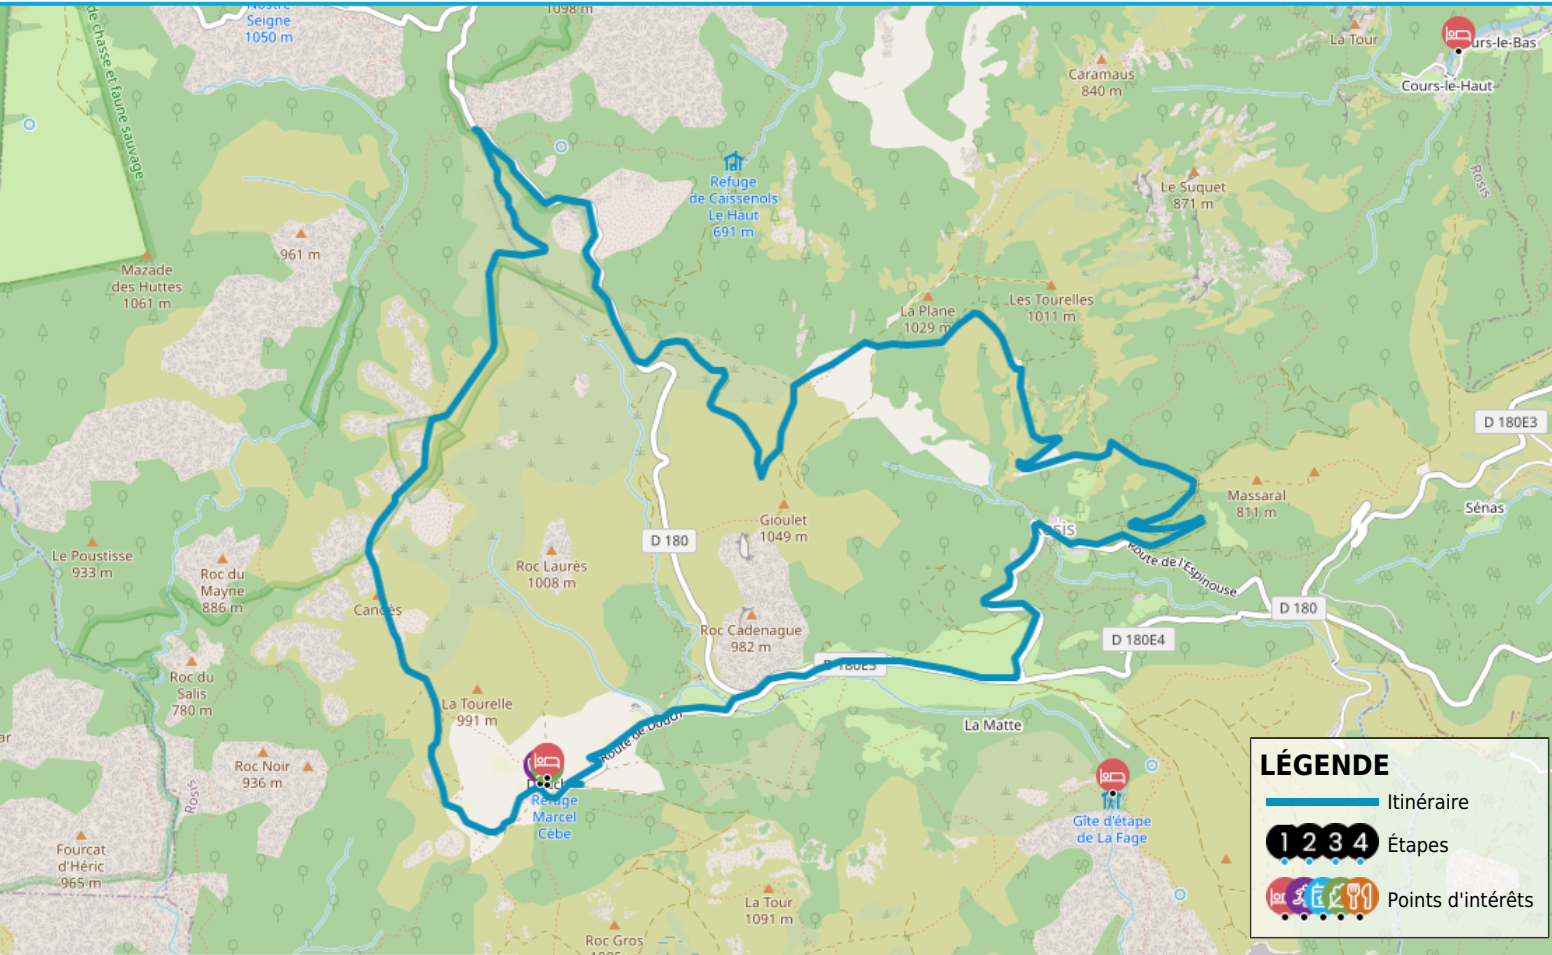 Nostre
Seigne
1050 m
1098 m
de chasse et faune sauvage
La Tour
Cours-le-Haut
Caramaus
840 m
Rosis
Refuge
de Caissenols
Le Haut
691 m
Le Suquet
871 m
961 m
Mazade
des Huttes
1061 m
La Plane
1029 m
Les Tourelles
1011 m
D 180E3
Massaral
811 m
Sénas
Gioulet
1049 m
D 180
Le Poustisse
933 m
Roc du
Mayne
886 m
Roc Laurès
1008 m
Route de l'Espinouse
D 180
Roc Cadenague
982 m
D 180E4
Roc du
Salis
780 m
La Tourelle
991 m
La Matte
Roc Noir
936 m
Rosis
Refuge
Marcel
Cèbe
Gîte d'étape
de La Fage
Fourcat
d'Héric
965 m
La Tour
1091 m
Roc Gros
LÉGENDE
Itinéraire
1 2 3 4 Étapes
Points d'intérêts